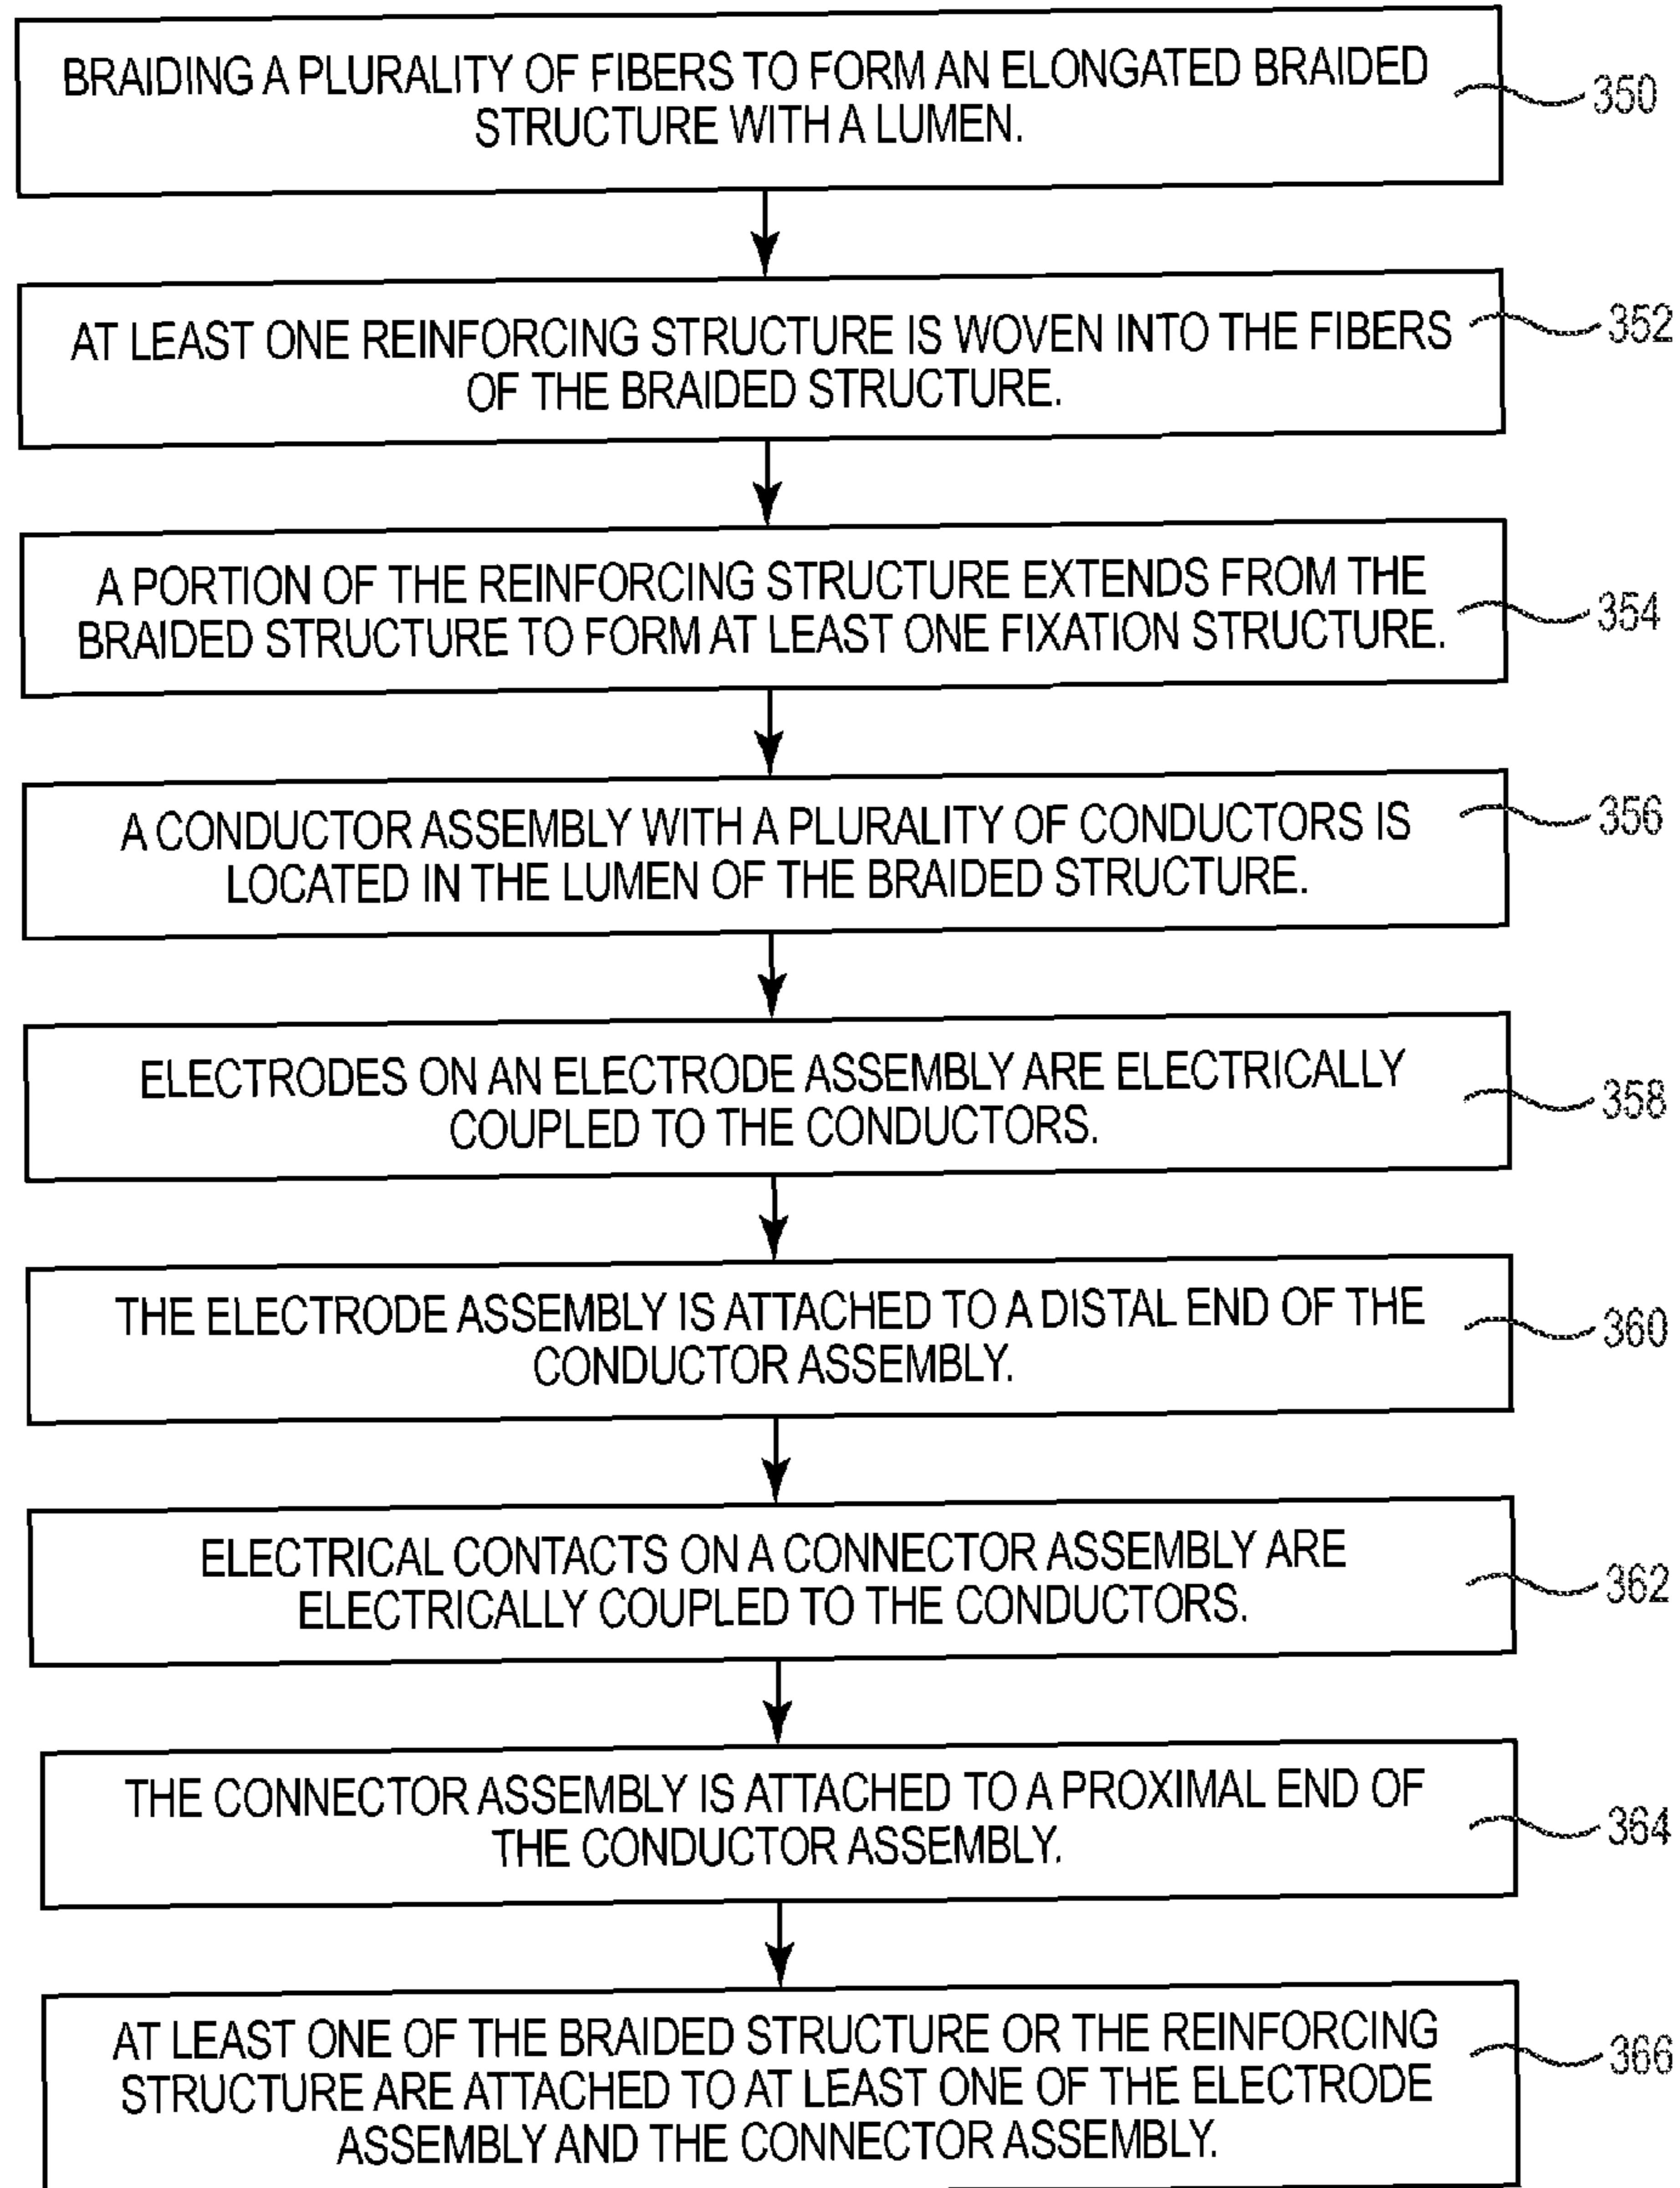 BRAIDING A PLURALITY OF FIBERS TO FORM AN ELONGATED BRAIDED
STRUCTURE WITH A LUMEN.
350
AT LEAST ONE REINFORCING STRUCTURE IS WOVEN INTO THE FIBERS
OF THE BRAIDED STRUCTURE.
352
A PORTION OF THE REINFORCING STRUCTURE EXTENDS FROM THE
BRAIDED STRUCTURE TO FORM AT LEAST ONE FIXATION STRUCTURE.
354
A CONDUCTOR ASSEMBLY WITH A PLURALITY OF CONDUCTORS IS
LOCATED IN THE LUMEN OF THE BRAIDED STRUCTURE.
356
ELECTRODES ON AN ELECTRODE ASSEMBLY ARE ELECTRICALLY
COUPLED TO THE CONDUCTORS.
358
THE ELECTRODE ASSEMBLY IS ATTACHED TO A DISTAL END OF THE
CONDUCTOR ASSEMBLY.
360
ELECTRICAL CONTACTS ON A CONNECTOR ASSEMBLY ARE
ELECTRICALLY COUPLED TO THE CONDUCTORS.
362
THE CONNECTOR ASSEMBLY IS ATTACHED TO A PROXIMAL END OF
THE CONDUCTOR ASSEMBLY.
364
AT LEAST ONE OF THE BRAIDED STRUCTURE OR THE REINFORCING
STRUCTURE ARE ATTACHED TO AT LEAST ONE OF THE ELECTRODE
ASSEMBLY AND THE CONNECTOR ASSEMBLY.
366